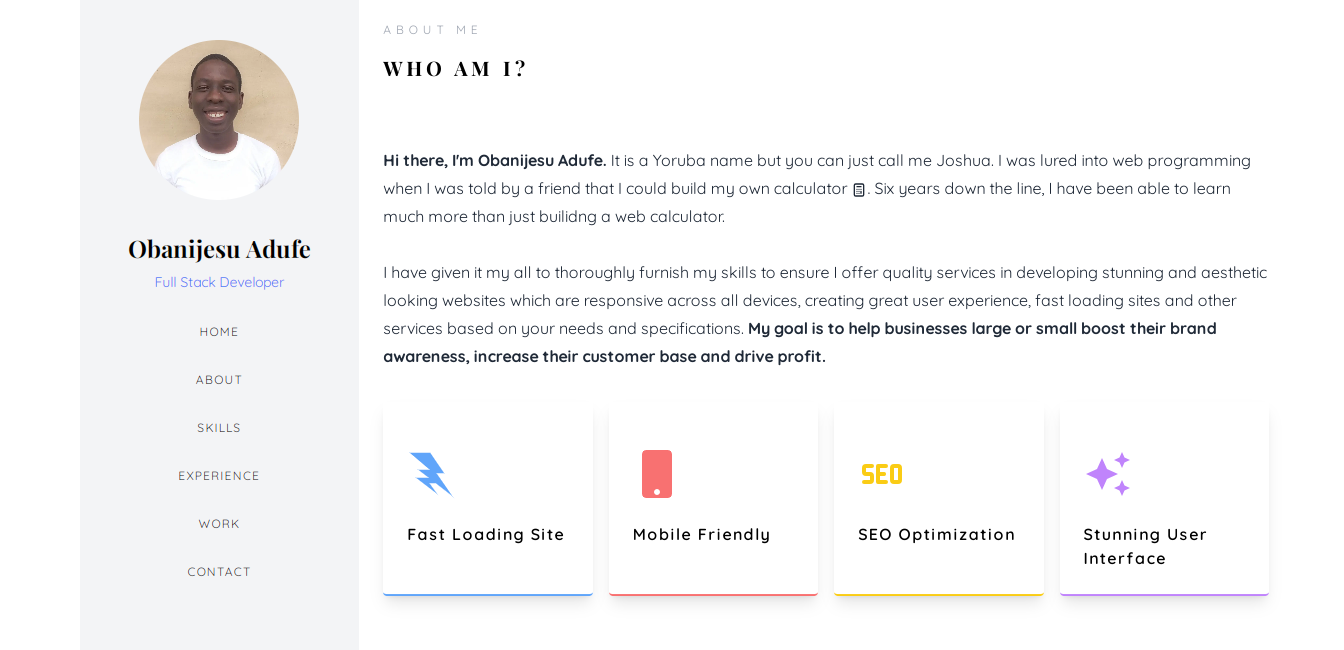 Obanijesu Adufe
Full Stack Developer
HOME
ABOUT
SKILLS
EXPERIENCE
WORK
CONTACT
ABOUT ME
WHO AM I?
Hi there, I'm Obanijesu Adufe. It is a Yoruba name but you can just call me Joshua. I was lured into web programming
when I was told by a friend that I could build my own calculator . Six years down the line, I have been able to learn
much more than just builidng a web calculator.
I have given it my all to thoroughly furnish my skills to ensure I offer quality services in developing stunning and aesthetic
looking websites which are responsive across all devices, creating great user experience, fast loading sites and other
services based on your needs and specifications. My goal is to help businesses large or small boost their brand
awareness, increase their customer base and drive profit.
Fast Loading Site
Mobile Friendly
SEO
SEO Optimization
Stunning User
Interface